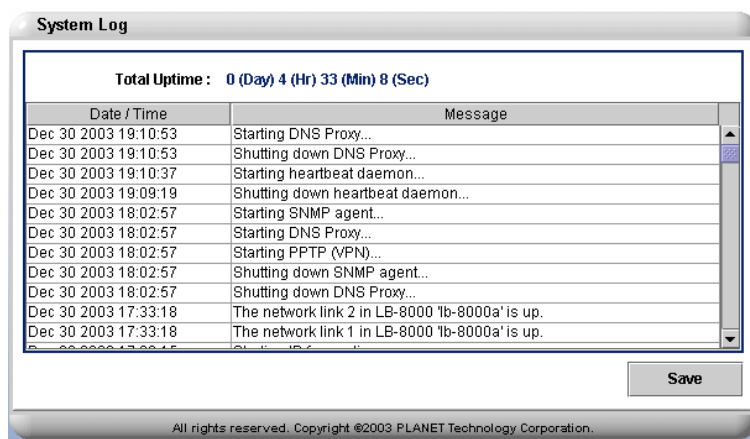 System Log
Total Uptime : 0 (Day) 4 (Hr) 33 (Min) 8 (Sec)
Date / Time Message
Dec 30 2003 19:10:53 Starting DNS Proxy...
Dec 30 2003 19:10:53 Shutting down DNS Proxy...
Dec 30 2003 19:10:37 Starting heartbeat daemon...
Dec 30 2003 19:09:19 Shutting down heartbeat daemon...
Dec 30 2003 18:02:57 Starting SNMP agent...
Dec 30 2003 18:02:57 Starting DNS Proxy...
Dec 30 2003 18:02:57 Starting PPTP (VPN)...
Dec 30 2003 18:02:57 Shutting down SNMP agent...
Dec 30 2003 18:02:57 Shutting down DNS Proxy...
Dec 30 2003 17:33:18 The network link 2 in LB-8000 'lb-8000a' is up.
Dec 30 2003 17:33:18 The network link 1 in LB-8000 'lb-8000a' is up.
Save
All rights reserved. Copyright ©2003 PLANET Technology Corporation.